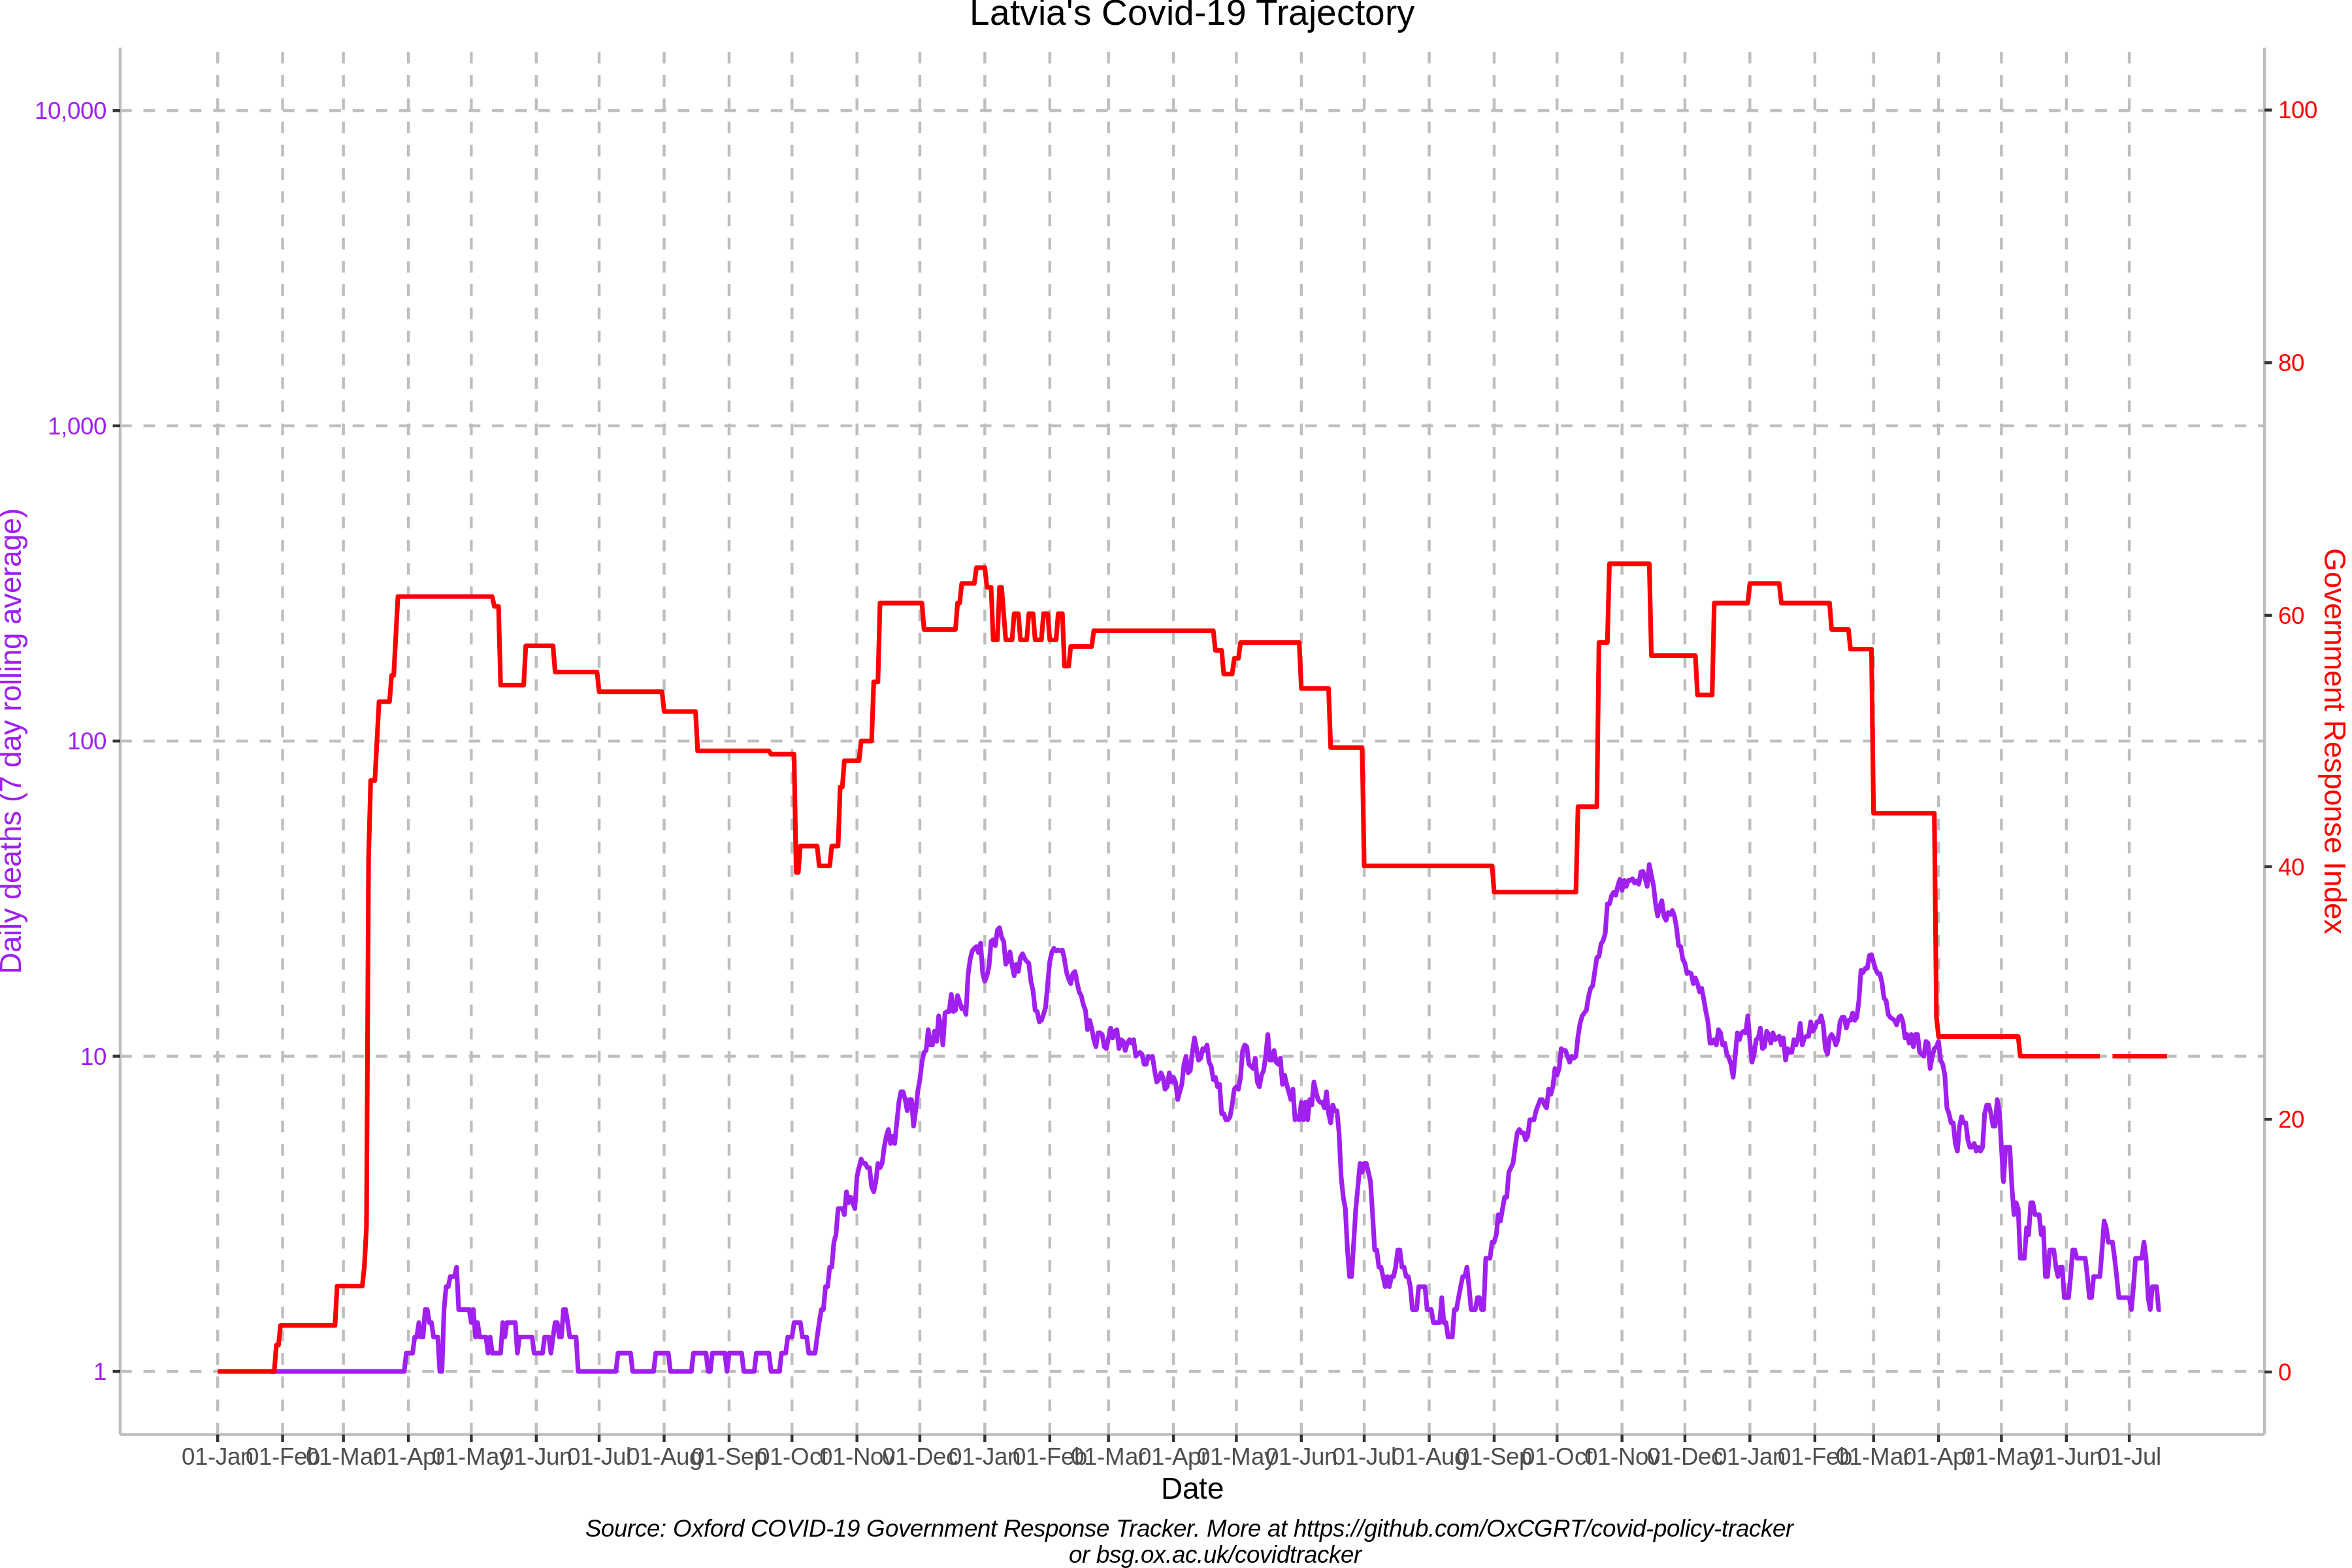 Latvia's Covid-19 Trajectory
10,000
1,000
100
10
1
Daily deaths (7 day rolling average)
100
80
60
40
20
0
Government Response Index
01-Jan 01-Feb 01-Mar 01-Apr 01-May 01-Jun 01-Jul 01-Aug 01-Sep 01-Oct 01-Nov 01-Dec 01-Jan 01-Feb 01-Mar 01-Apr 01-May 01-Jun 01-Jul 01-Aug 01-Sep 01-Oct 01-Nov 01-Dec 01-Jan 01-Feb 01-Mar 01-Apr 01-May 01-Jun 01-Jul
Date
Source: Oxford COVID-19 Government Response Tracker. More at https://github.com/OxCGRT/covid-policy-tracker
or bsg.ox.ac.uk/covidtracker